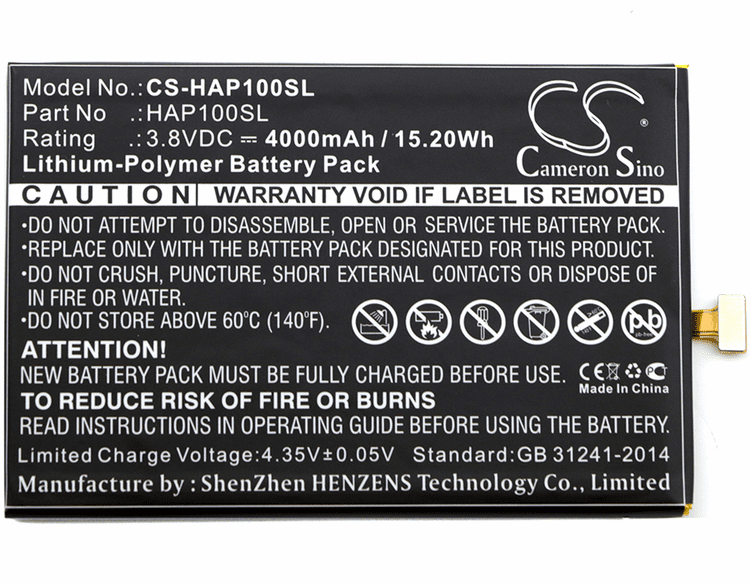 Model No.: CS-HAP100SL
Part No .: HAP100SL
Rating .: 3.8VDC ⎓ 4000mAh / 15.20Wh
Lithium-Polymer Battery Pack
CS
Cameron Sino
CAUTION WARRANTY VOID IF LABEL IS REMOVED
•DO NOT ATTEMPT TO DISASSEMBLE, OPEN OR SERVICE THE BATTERY PACK.
•REPLACE ONLY WITH THE BATTERY PACK DESIGNATED FOR THIS PRODUCT.
•DO NOT CRUSH, PUNCTURE, SHORT EXTERNAL CONTACTS OR DISPOSE OF
IN FIRE OR WATER.
•DO NOT STORE ABOVE 60°C (140°F).
pb
pb-free
ATTENTION!
NEW BATTERY PACK MUST BE FULLY CHARGED BEFORE FIRST USE.
CE
Made In China
TO REDUCE RISK OF FIRE OR BURNS
READ INSTRUCTIONS IN OPERATING GUIDE BEFORE USING BATTERY.
Limited Charge Voltage:4.35V±0.05V Standard:GB 31241-2014
Manufacture by : ShenZhen HENZENS Technology Co., Limited